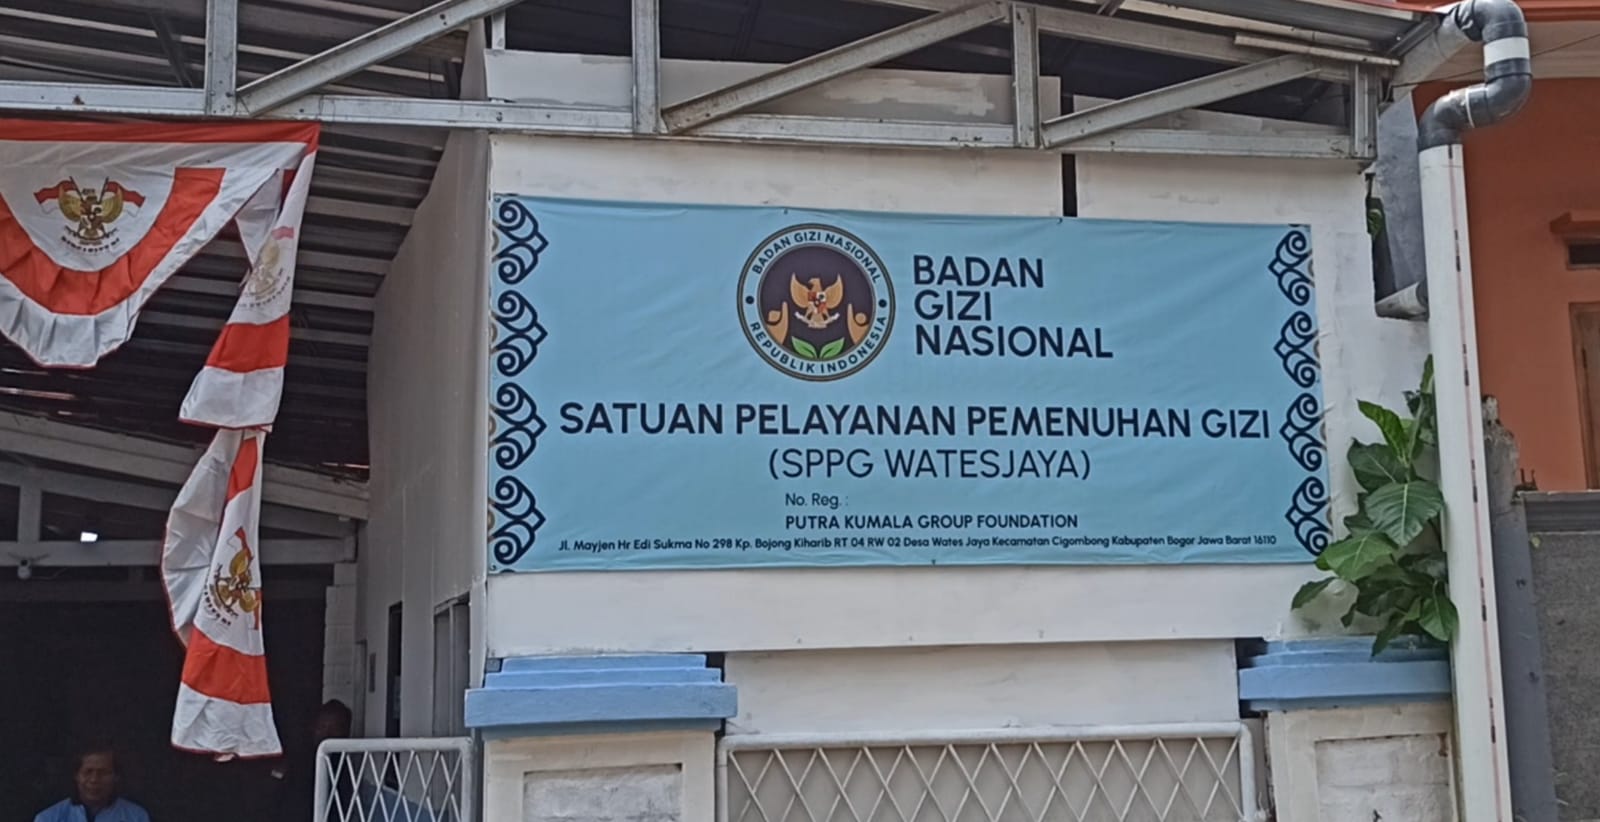 BADAN GIZI NASIONAL
REPUBLIK INDONESIA
BADAN
GIZI
NASIONAL
SATUAN PELAYANAN PEMENUHAN GIZI
(SPPG WATESJAYA)
No. Reg. :
PUTRA KUMALA GROUP FOUNDATION
Jl. Mayjen Hr Edi Sukma No 298 Kp. Bojong Kiharib RT 04 RW 02 Desa Wates Jaya Kecamatan Cigombong Kabupaten Bogor Jawa Barat 16110